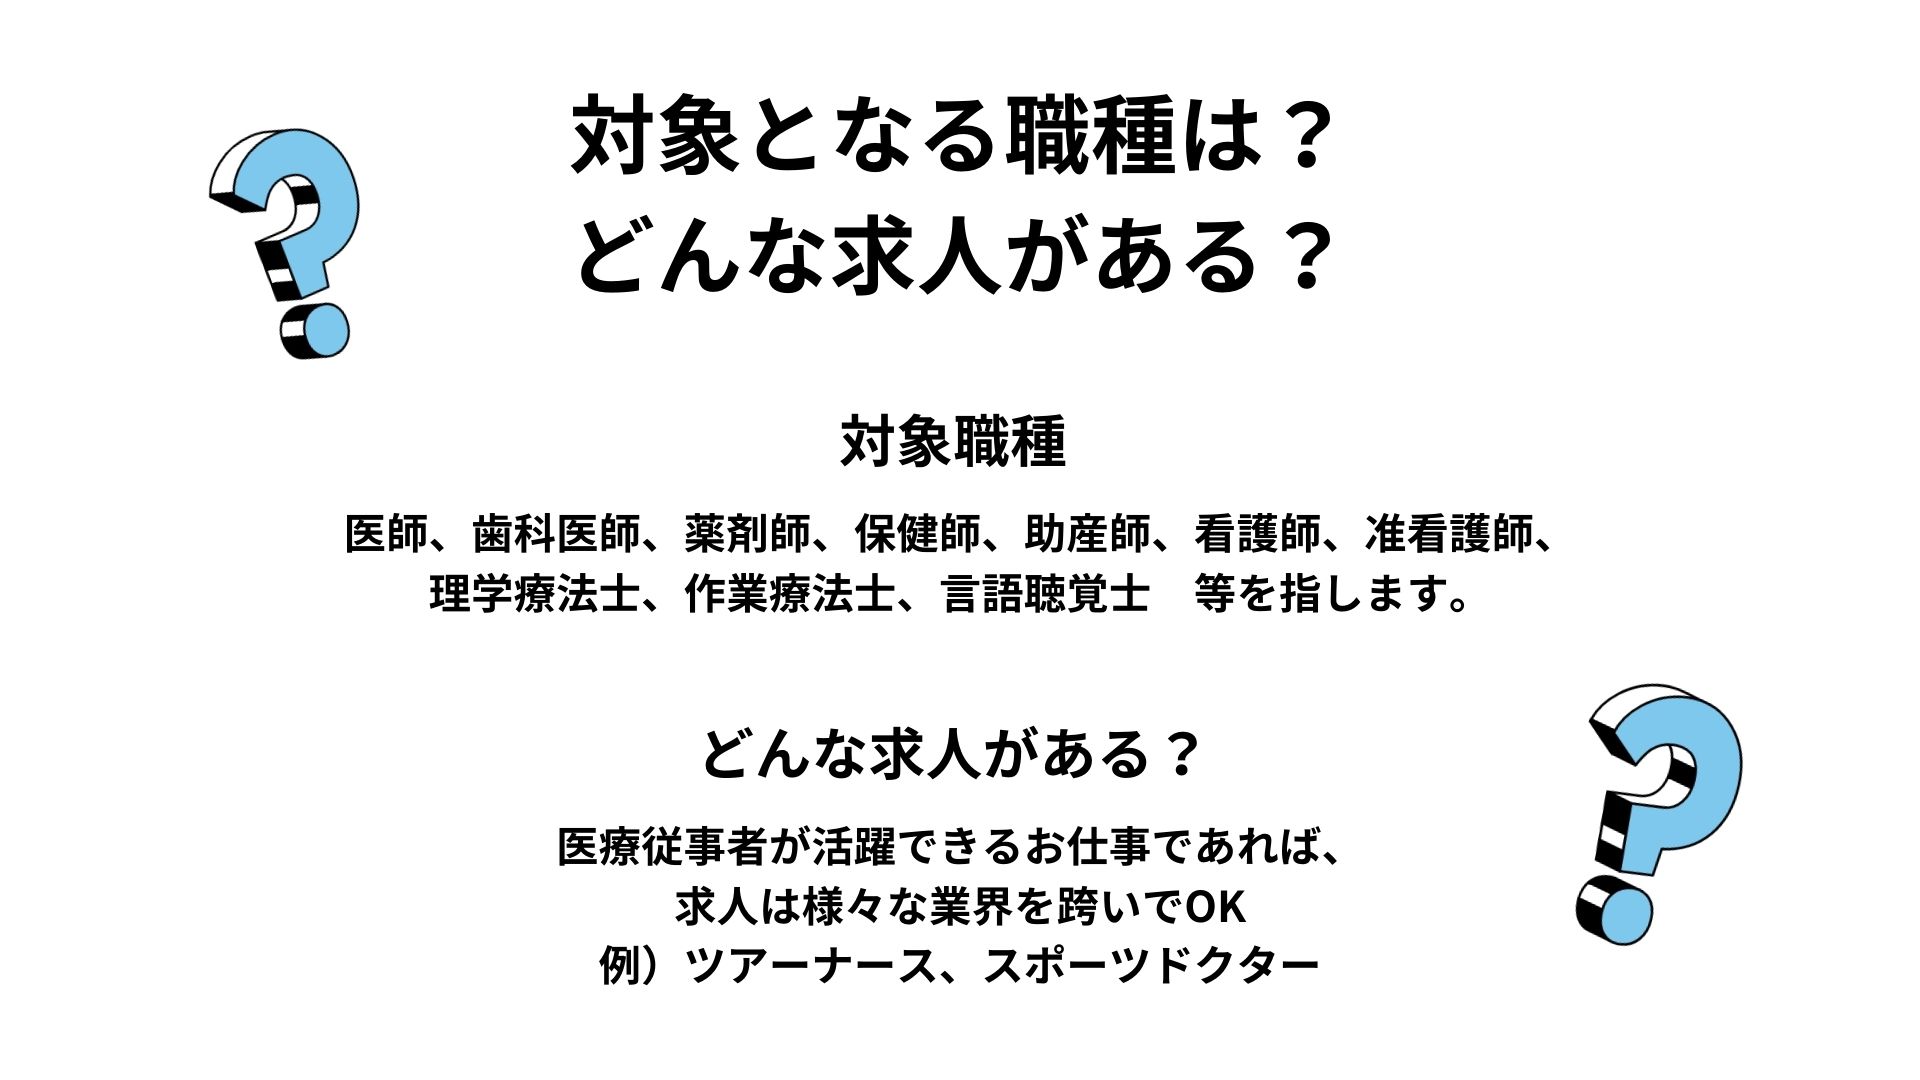 対象となる職種は？
どんな求人がある？
対象職種
医師、歯科医師、薬剤師、保健師、助産師、看護師、准看護師、
理学療法士、作業療法士、言語聴覚士　等を指します。
どんな求人がある？
医療従事者が活躍できるお仕事であれば、
求人は様々な業界を跨いでOK
例）ツアーナース、スポーツドクター